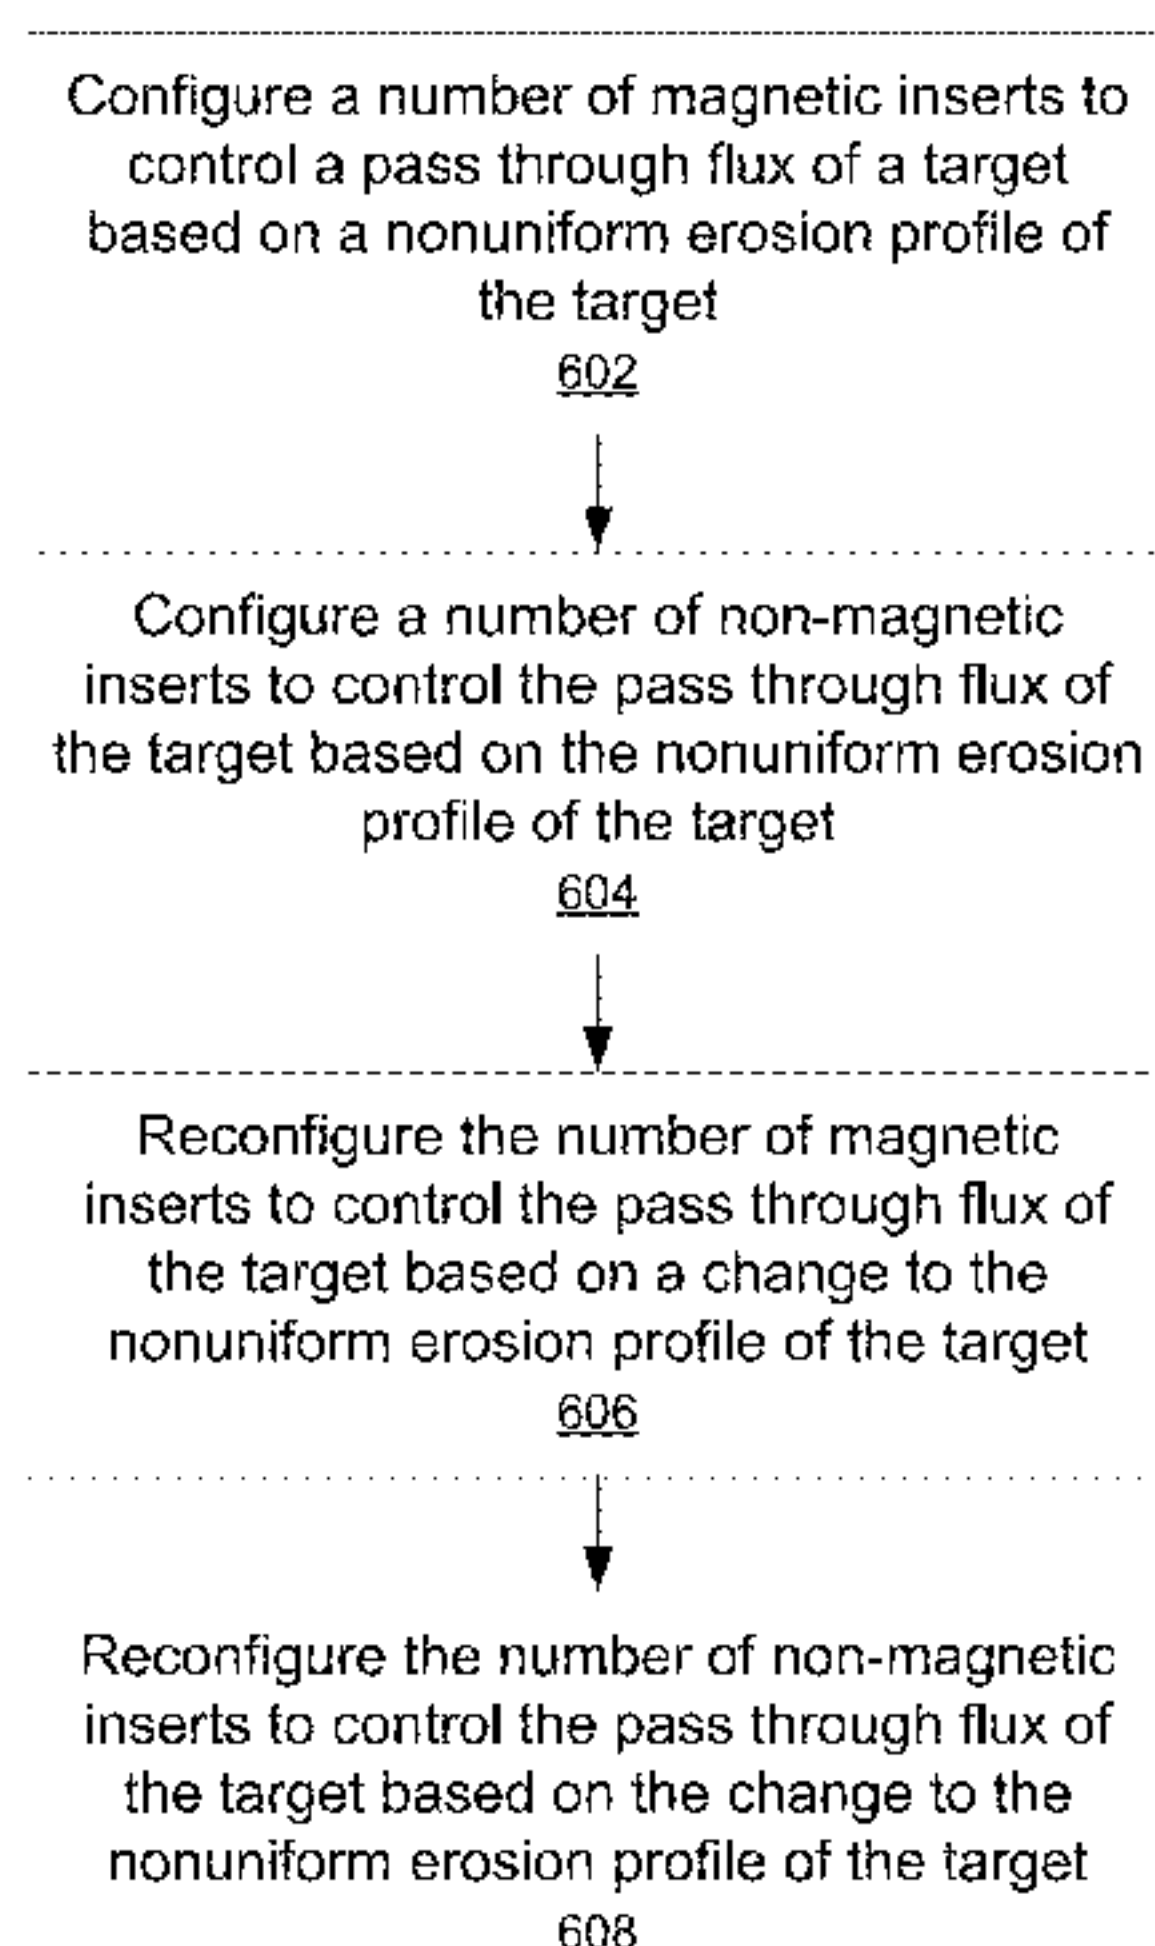 Configure a number of magnetic inserts to
control a pass through flux of a target
based on a nonuniform erosion profile of
the target
602
Configure a number of non-magnetic
inserts to control the pass through flux of
the target based on the nonuniform erosion
profile of the target
604
Reconfigure the number of magnetic
inserts to control the pass through flux of
the target based on a change to the
nonuniform erosion profile of the target
606
Reconfigure the number of non-magnetic
inserts to control the pass through flux of
the target based on the change to the
nonuniform erosion profile of the target
608